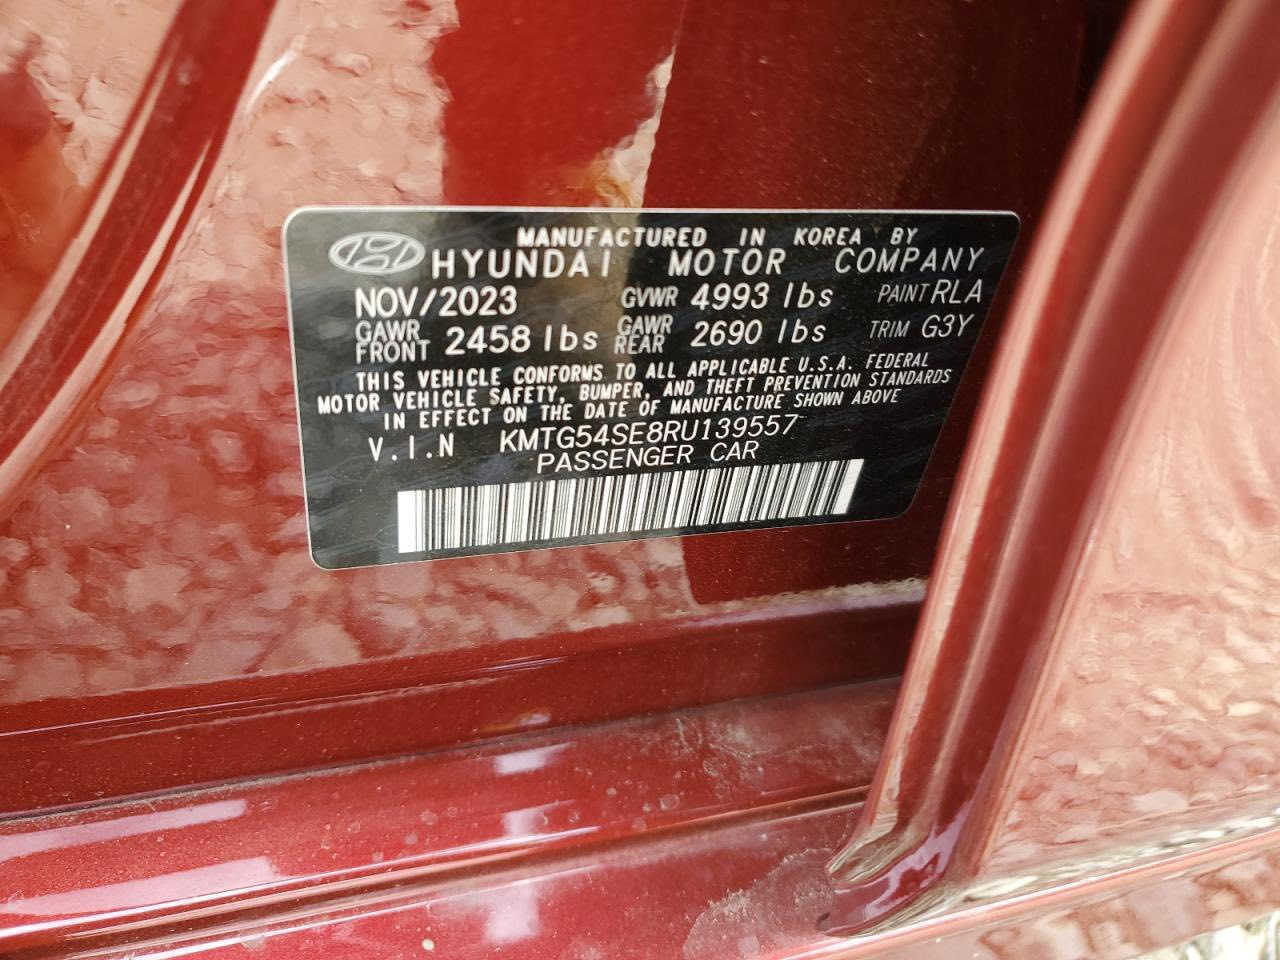 MANUFACTURED IN KOREA BY
HYUNDAI MOTOR COMPANY
NOV/2023 GVWR 4993 lbs PAINT RLA
GAWR FRONT 2458 lbs GAWR REAR 2690 lbs TRIM G3Y
THIS VEHICLE CONFORMS TO ALL APPLICABLE U.S.A. FEDERAL
MOTOR VEHICLE SAFETY, BUMPER, AND THEFT PREVENTION STANDARDS
IN EFFECT ON THE DATE OF MANUFACTURE SHOWN ABOVE
V.I.N KMTG54SE8RU139557
PASSENGER CAR